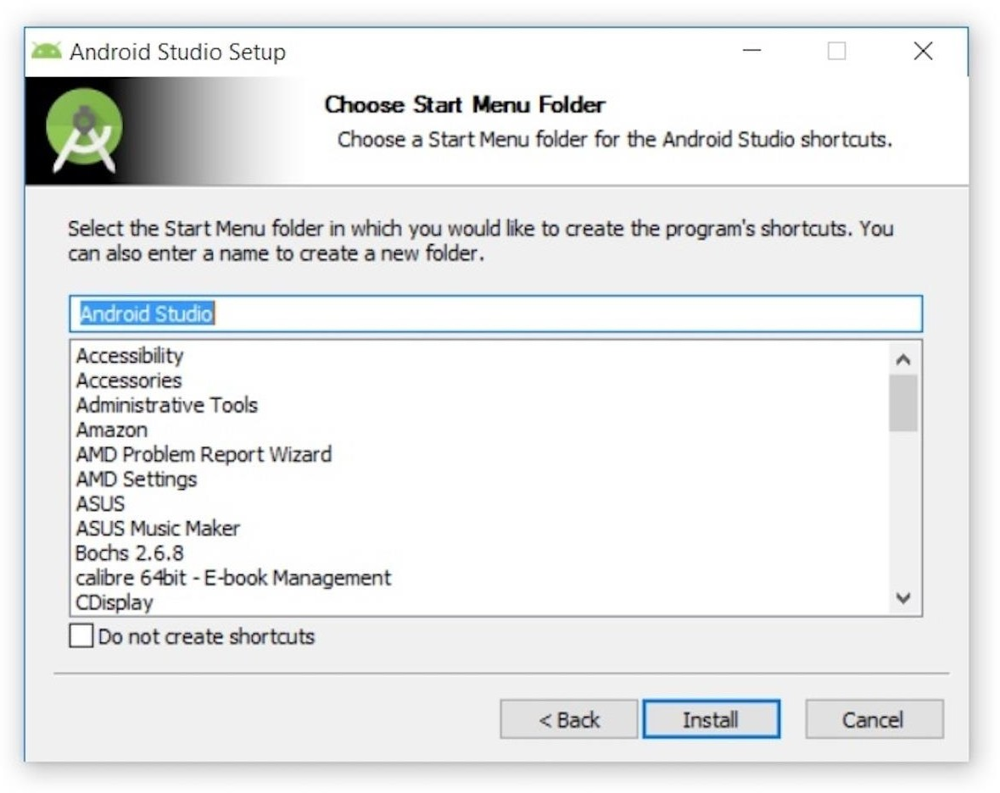 Android Studio Setup
Choose Start Menu Folder
Choose a Start Menu folder for the Android Studio shortcuts.
Select the Start Menu folder in which you would like to create the program's shortcuts. You
can also enter a name to create a new folder.
Android Studio
Accessibility
Accessories
Administrative Tools
Amazon
AMD Problem Report Wizard
AMD Settings
ASUS
ASUS Music Maker
Bochs 2.6.8
calibre 64bit - E-book Management
CDisplay
Do not create shortcuts
< Back
Install
Cancel